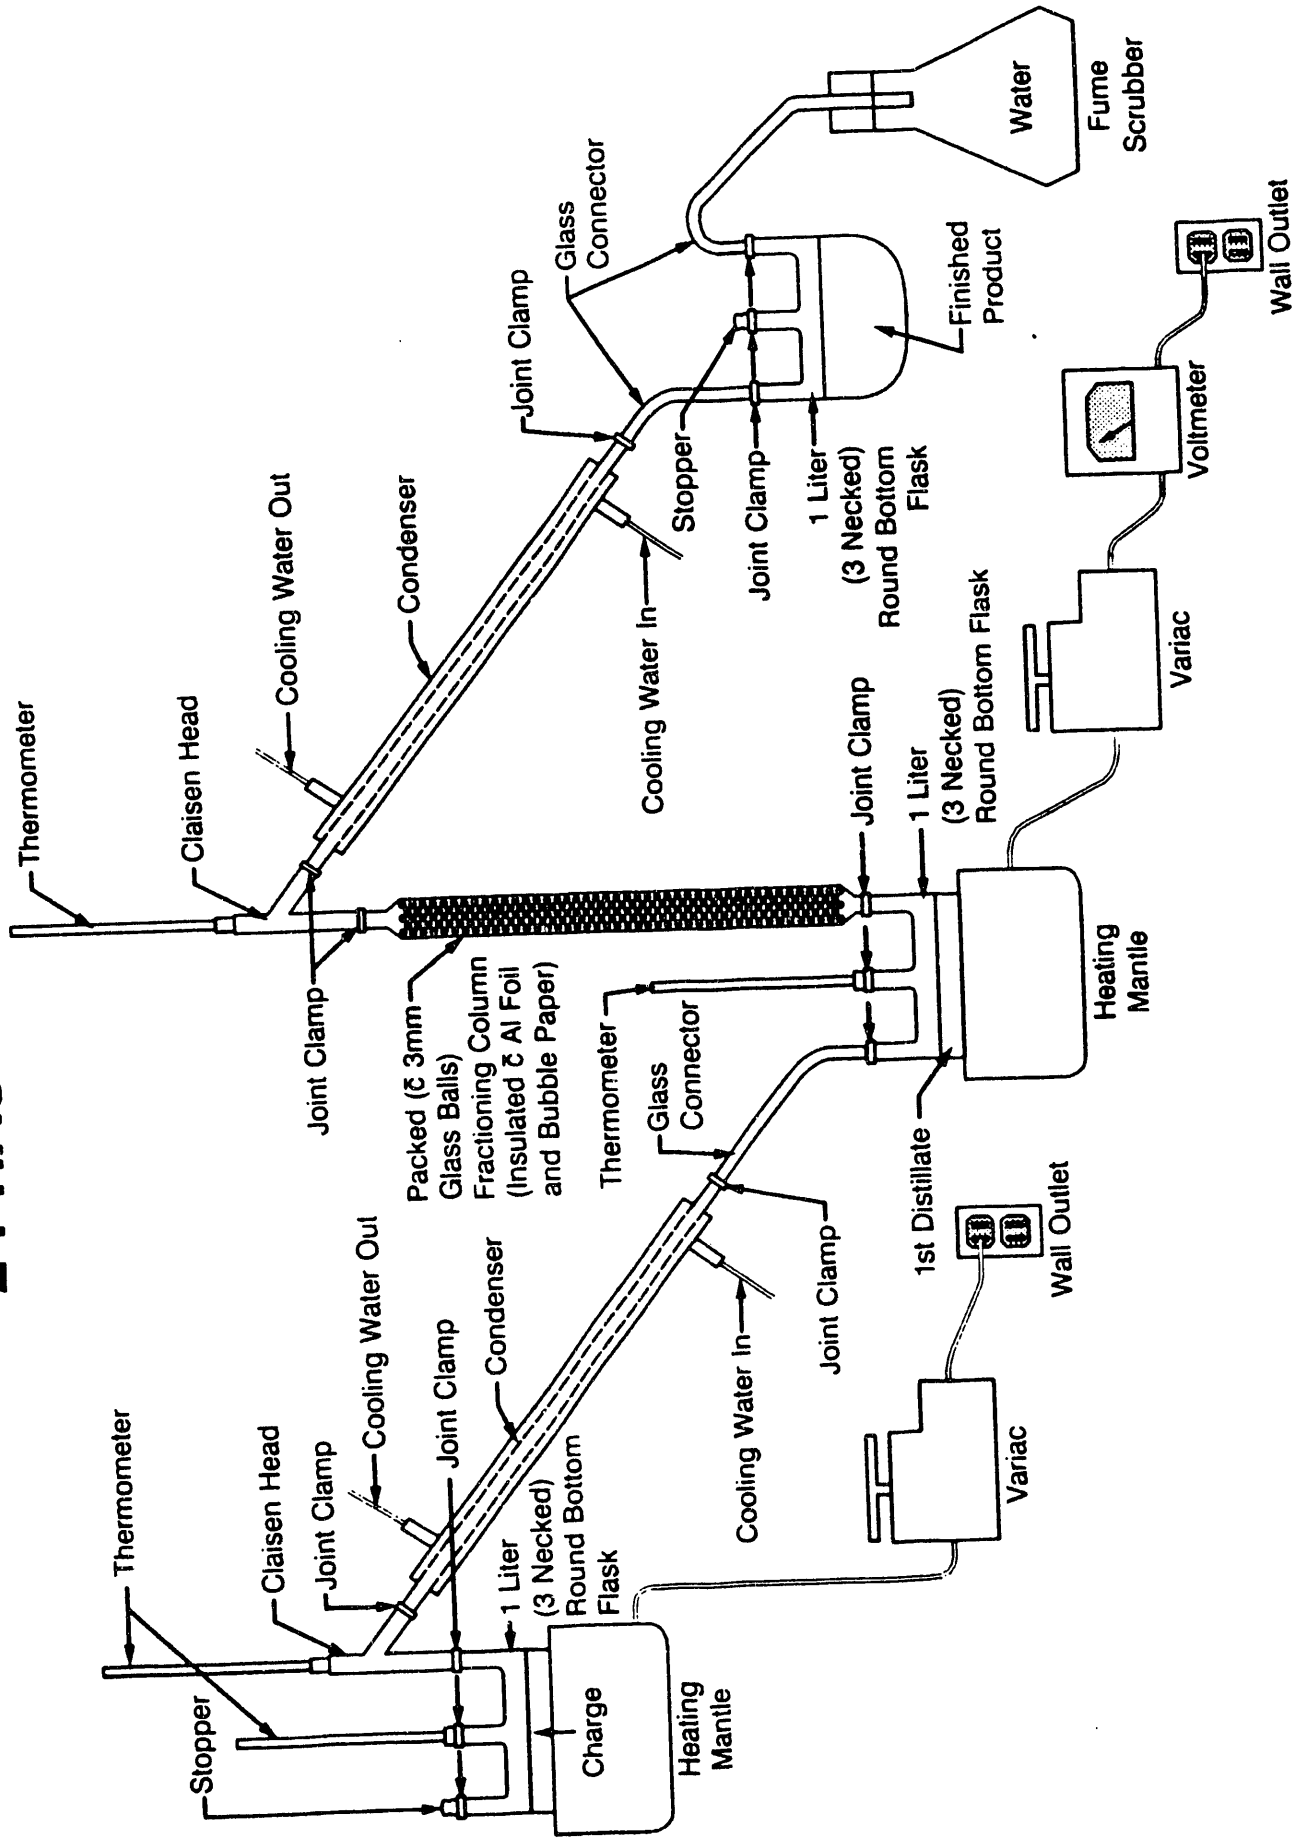 Thermometer
Stopper
Claisen Head
Joint Clamp
Cooling Water Out
Joint Clamp
Condenser
1 Liter
(3 Necked)
Round Bottom
Flask
Charge
Heating
Mantle
Cooling Water In
Joint Clamp
Variac
Wall Outlet
1st Distillate
Glass
Connector
Thermometer
Packed (c̄ 3mm
Glass Balls)
Fractioning Column
(Insulated c̄ Al Foil
and Bubble Paper)
Joint Clamp
Thermometer
Claisen Head
Cooling Water Out
Condenser
Cooling Water In
Joint Clamp
1 Liter
(3 Necked)
Round Bottom Flask
Heating
Mantle
Variac
Voltmeter
Wall Outlet
Joint Clamp
Glass
Connector
Stopper
Joint Clamp
1 Liter
(3 Necked)
Round Bottom
Flask
Finished
Product
Water
Fume
Scrubber